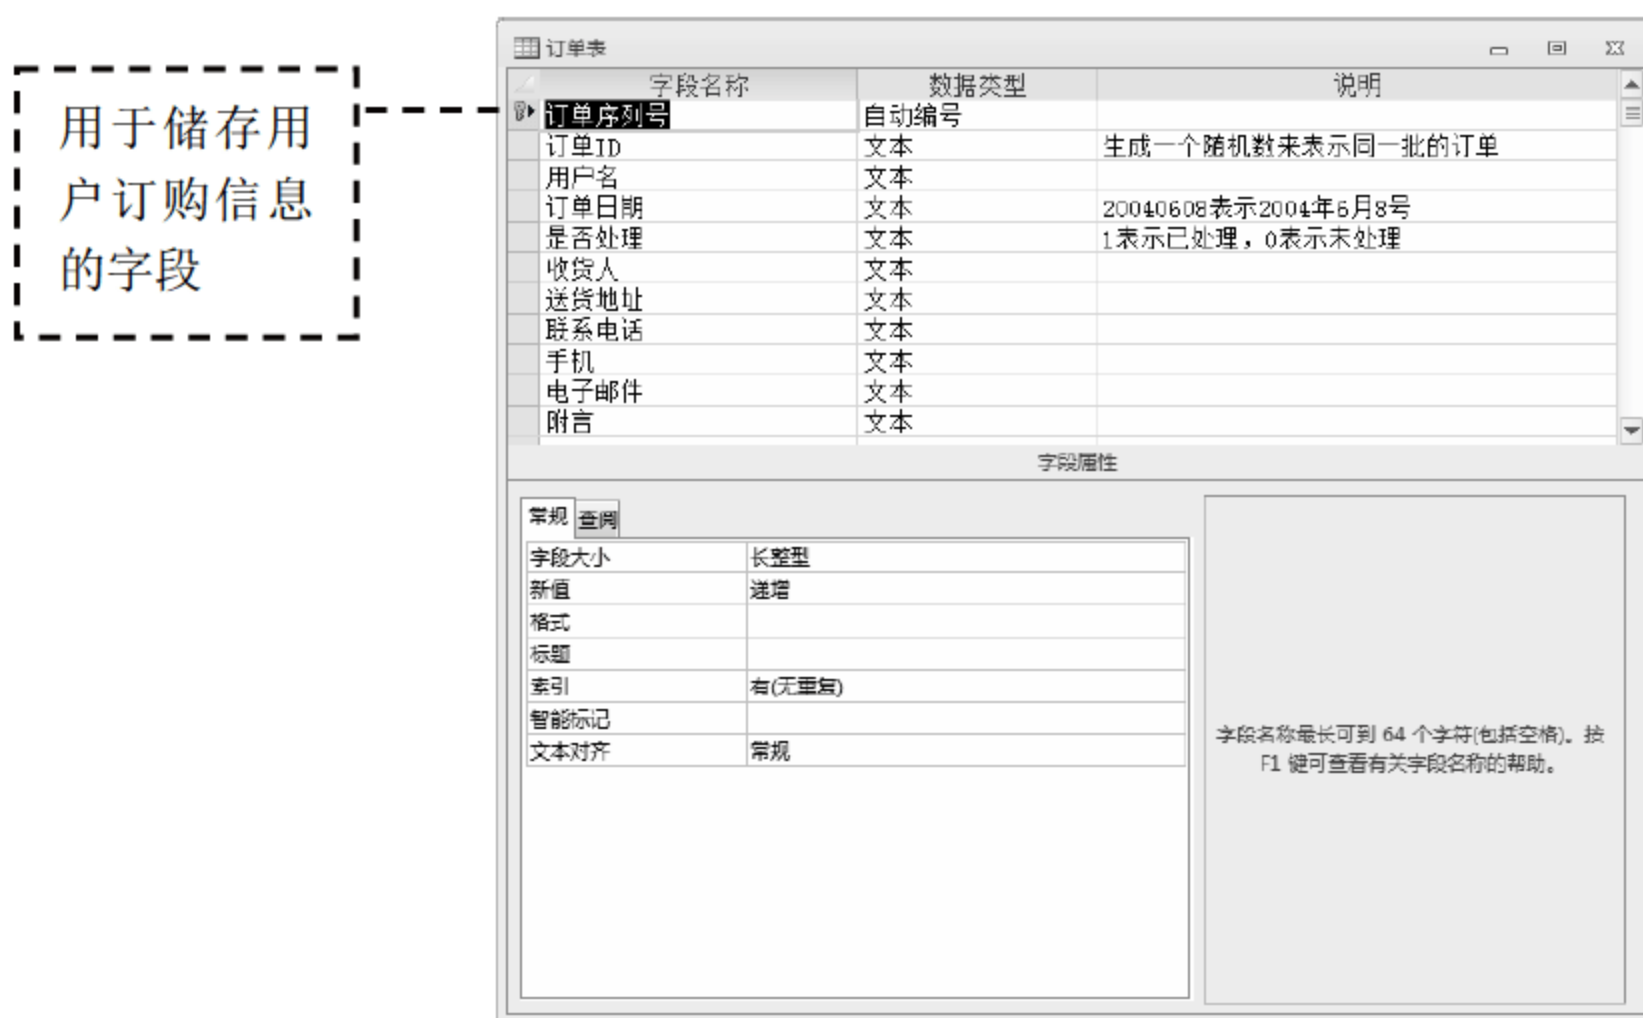 用于储存用
户订购信息
的字段
订单表
字段名称 数据类型 说明
订单序列号 自动编号
订单ID 文本 生成一个随机数来表示同一批的订单
用户名 文本
订单日期 文本 20040608表示2004年6月8号
是否处理 文本 1表示已处理，0表示未处理
收货人 文本
送货地址 文本
联系电话 文本
手机 文本
电子邮件 文本
附言 文本
字段属性
常规 查阅
字段大小 长整型
新值 递增
格式
标题
索引 有(无重复)
智能标记
文本对齐 常规
字段名称最长可到 64 个字符(包括空格)。按
F1 键可查看有关字段名称的帮助。